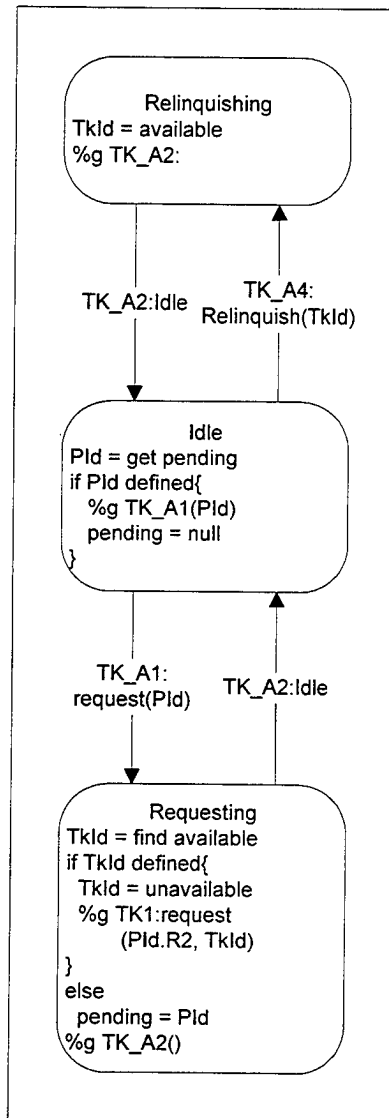 Relinquishing
TkId = available
%g TK_A2:
TK_A2:Idle
TK_A4:
Relinquish(TkId)
Idle
PId = get pending
if PId defined{
%g TK_A1(PId)
pending = null
}
TK_A1:
request(PId)
TK_A2:Idle
Requesting
TkId = find available
if TkId defined{
TkId = unavailable
%g TK1:request
(PId.R2, TkId)
}
else
pending = PId
%g TK_A2()